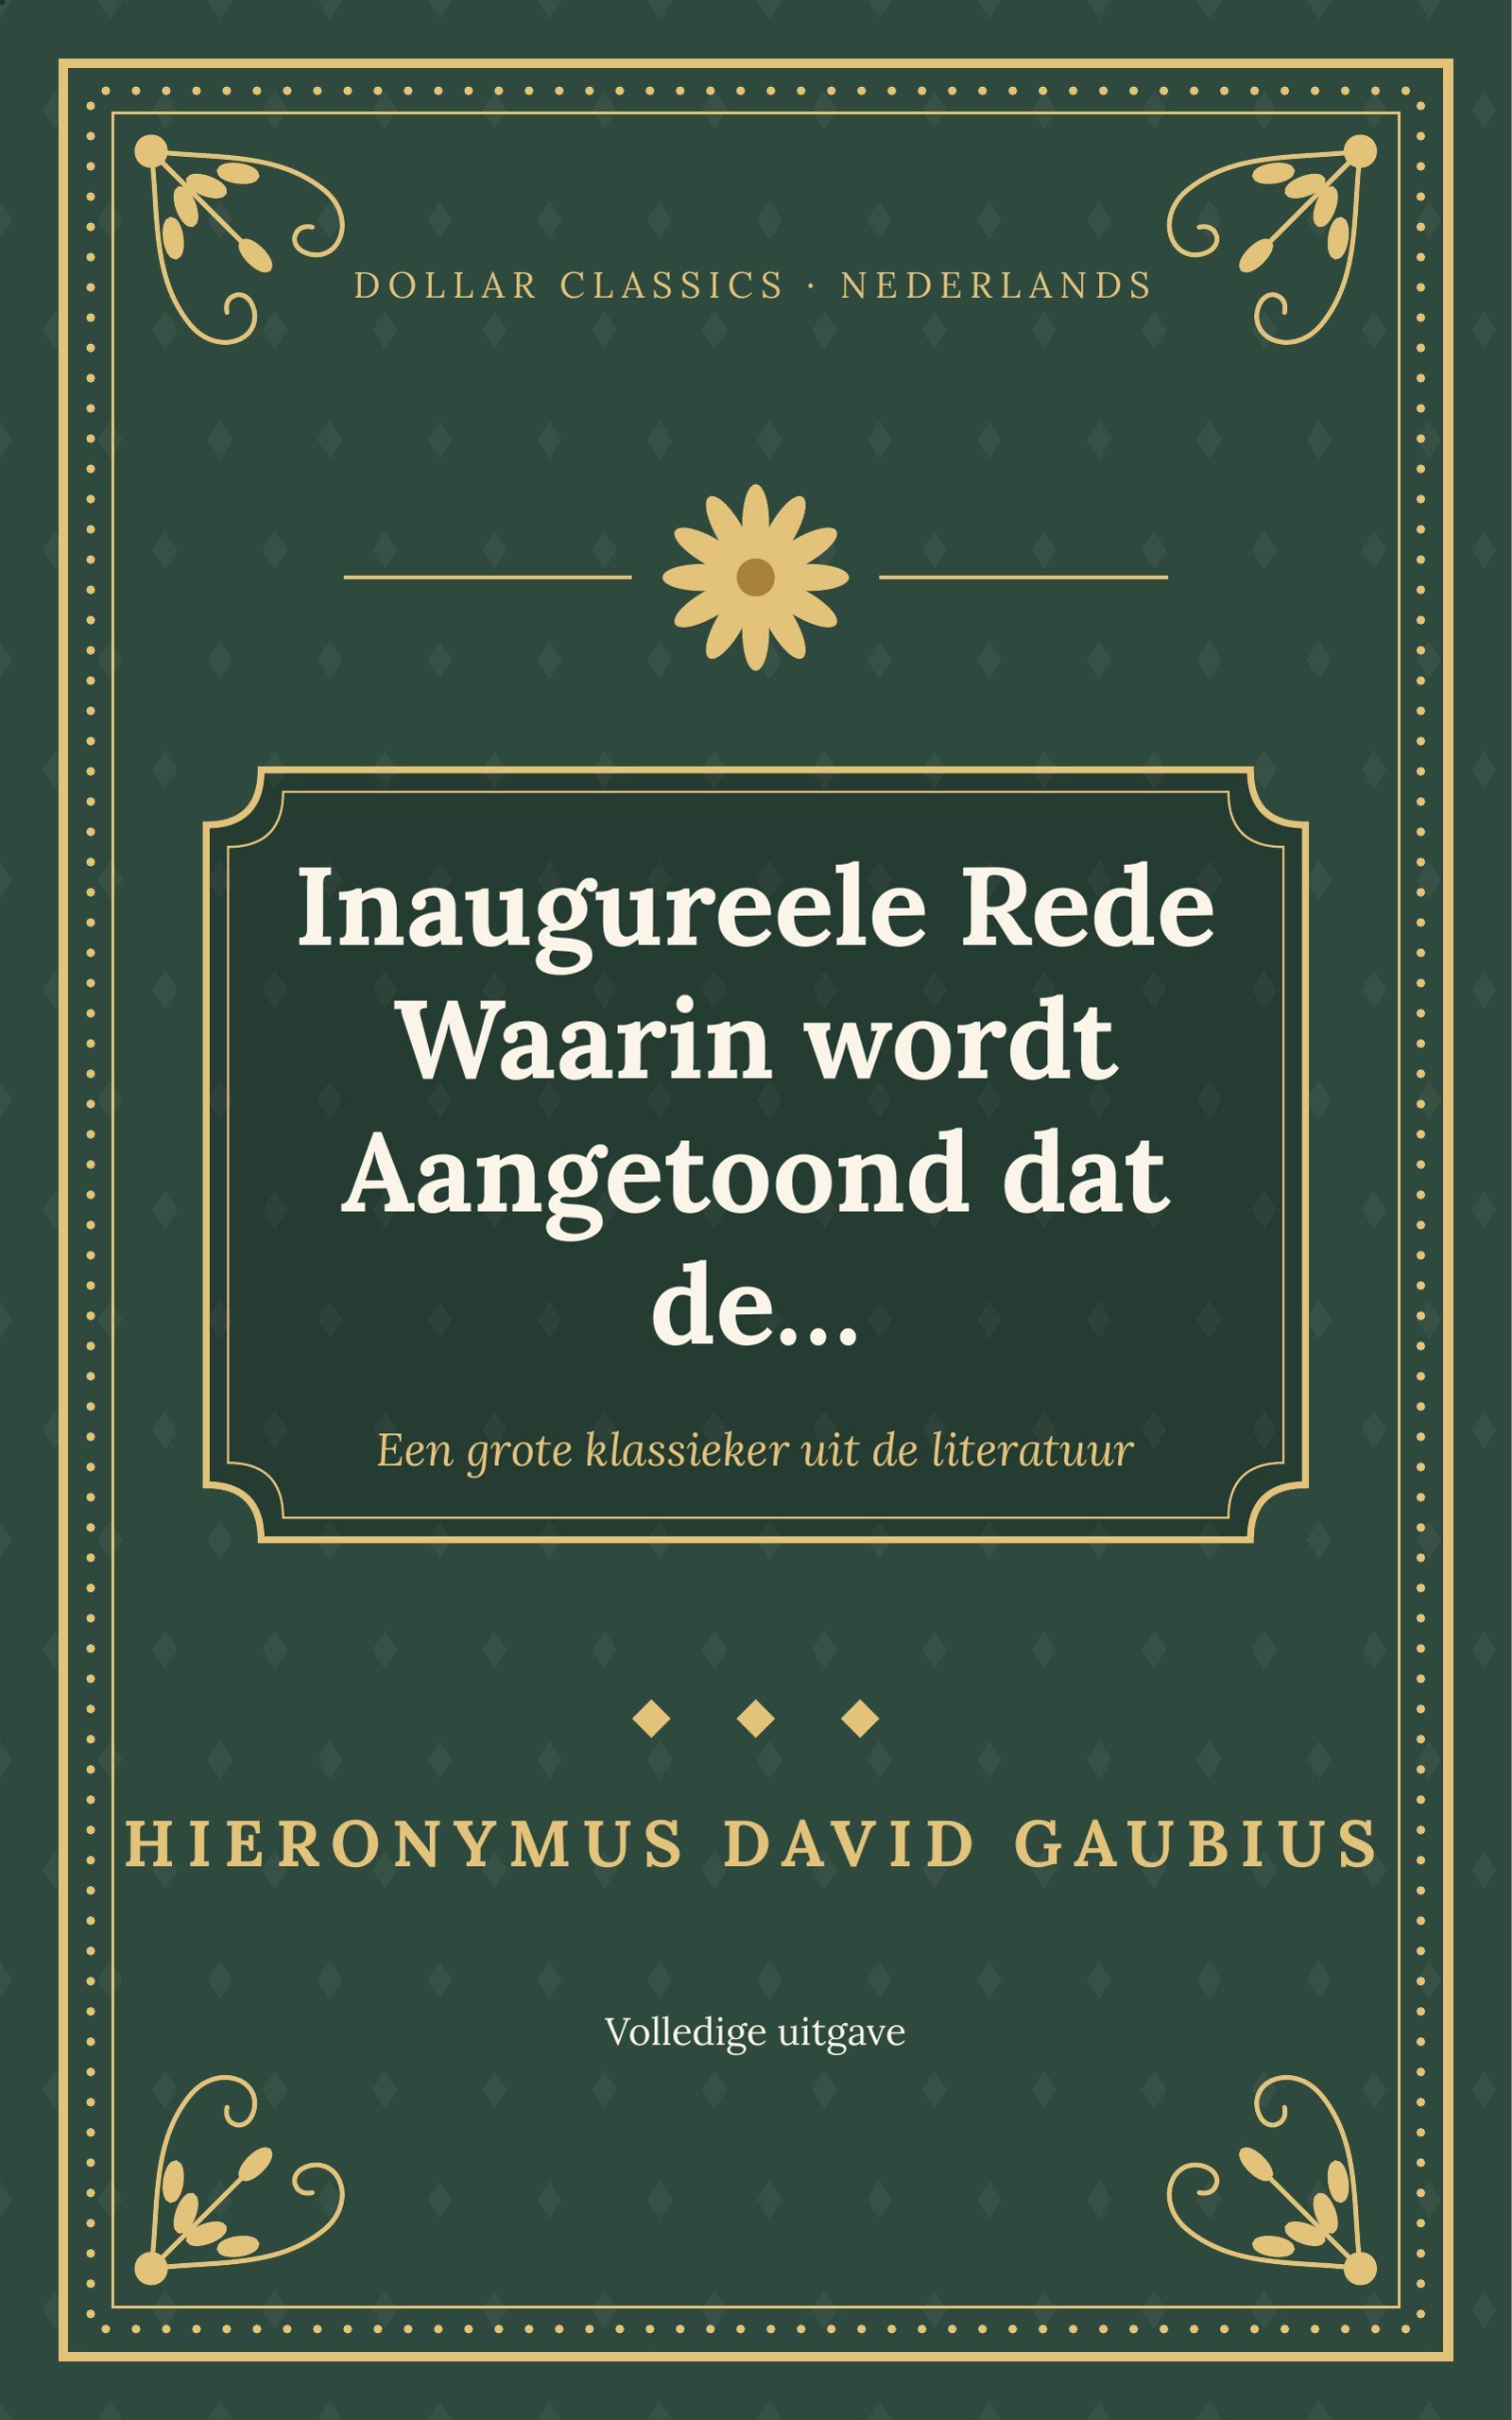 DOLLAR CLASSICS · NEDERLANDS
Inaugureele Rede
Waarin wordt
Aangetoond dat
de...
Een grote klassieker uit de literatuur
HIERONYMUS DAVID GAUBIUS
Volledige uitgave